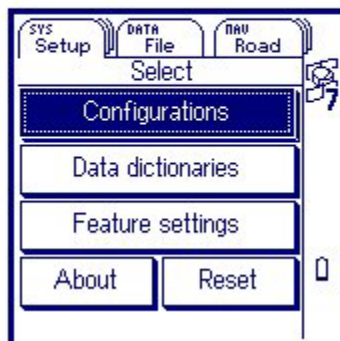 SYS DATA NAV
Setup File Road
Select
7
Configurations
Data dictionaries
Feature settings
About Reset